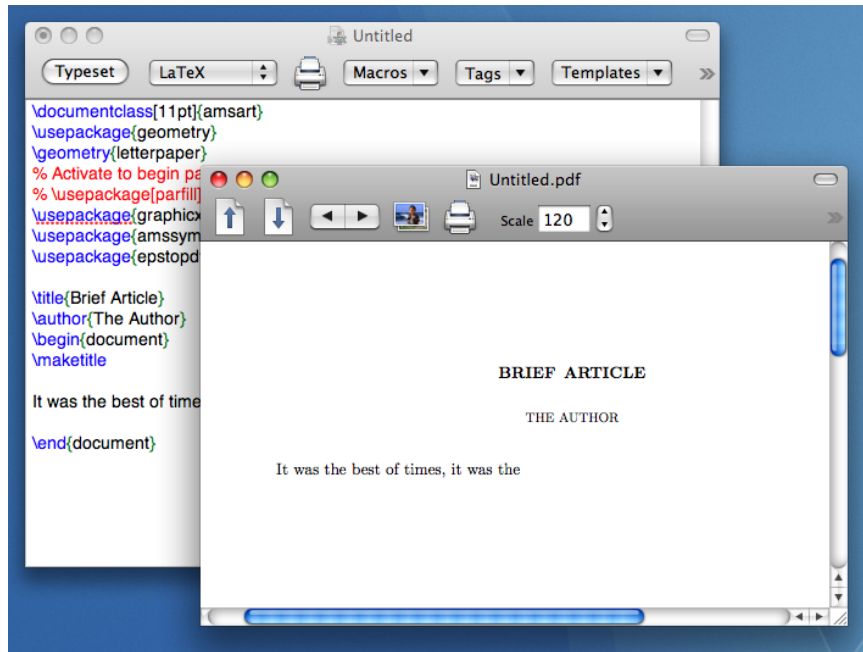 Untitled
Typeset LaTeX Macros Tags Templates
\documentclass[11pt]{amsart}
\usepackage{geometry}
\geometry{letterpaper}
% Activate to begin pa
% \usepackage[parfill]
\usepackage{graphicx
\usepackage{amssym
\usepackage{epstopd
\title{Brief Article}
\author{The Author}
\begin{document}
\maketitle
It was the best of time
\end{document}
Untitled.pdf
Scale 120
BRIEF ARTICLE
THE AUTHOR
It was the best of times, it was the